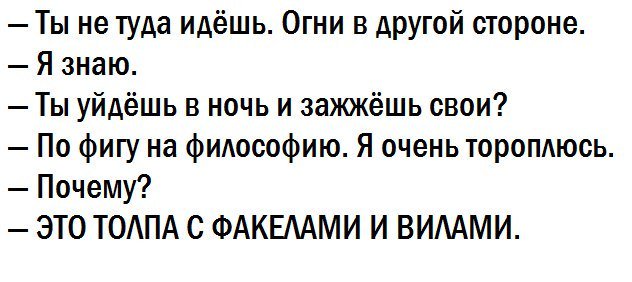 — Ты не туда идёшь. Огни в другой стороне.
— Я знаю.
— Ты уйдёшь в ночь и зажжёшь свои?
— По фигу на философию. Я очень тороплюсь.
— Почему?
— ЭТО ТОЛПА С ФАКЕЛАМИ И ВИЛАМИ.